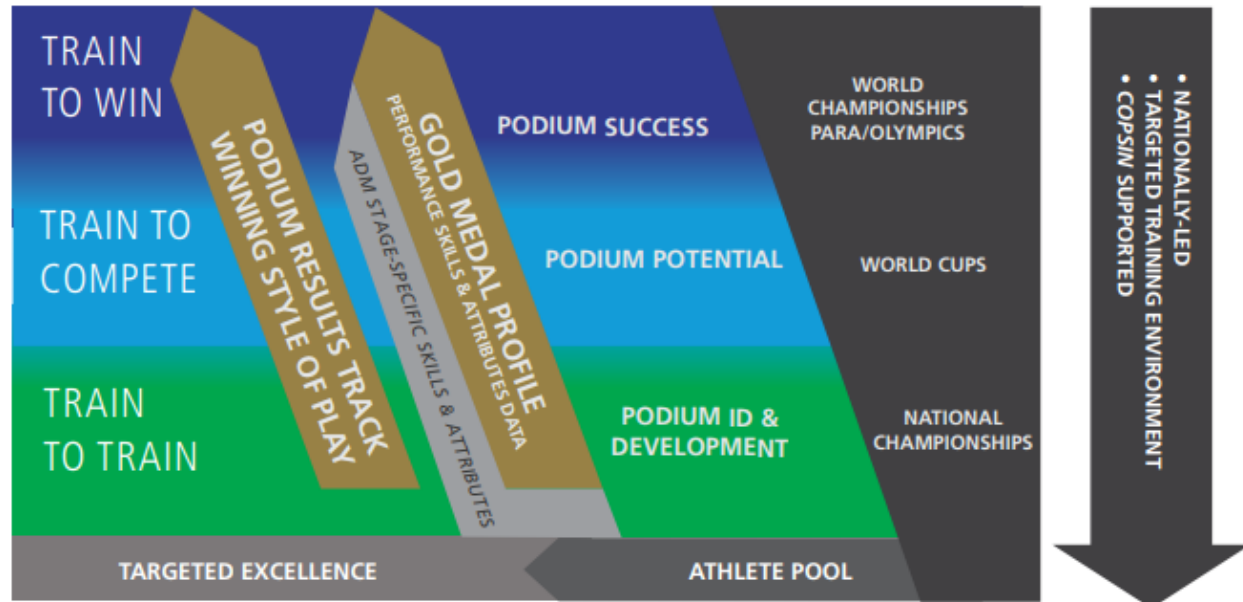 TRAIN
TO WIN
TRAIN TO
COMPETE
TRAIN
TO TRAIN
PODIUM RESULTS TRACK
WINNING STYLE OF PLAY
GOLD MEDAL PROFILE
PERFORMANCE SKILLS & ATTRIBUTES DATA
ADM STAGE-SPECIFIC SKILLS & ATTRIBUTES
PODIUM SUCCESS
PODIUM POTENTIAL
PODIUM ID &
DEVELOPMENT
WORLD
CHAMPIONSHIPS
PARA/OLYMPICS
WORLD CUPS
NATIONAL
CHAMPIONSHIPS
• NATIONALLY-LED
• TARGETED TRAINING ENVIRONMENT
• COPSIN SUPPORTED
TARGETED EXCELLENCE
ATHLETE POOL